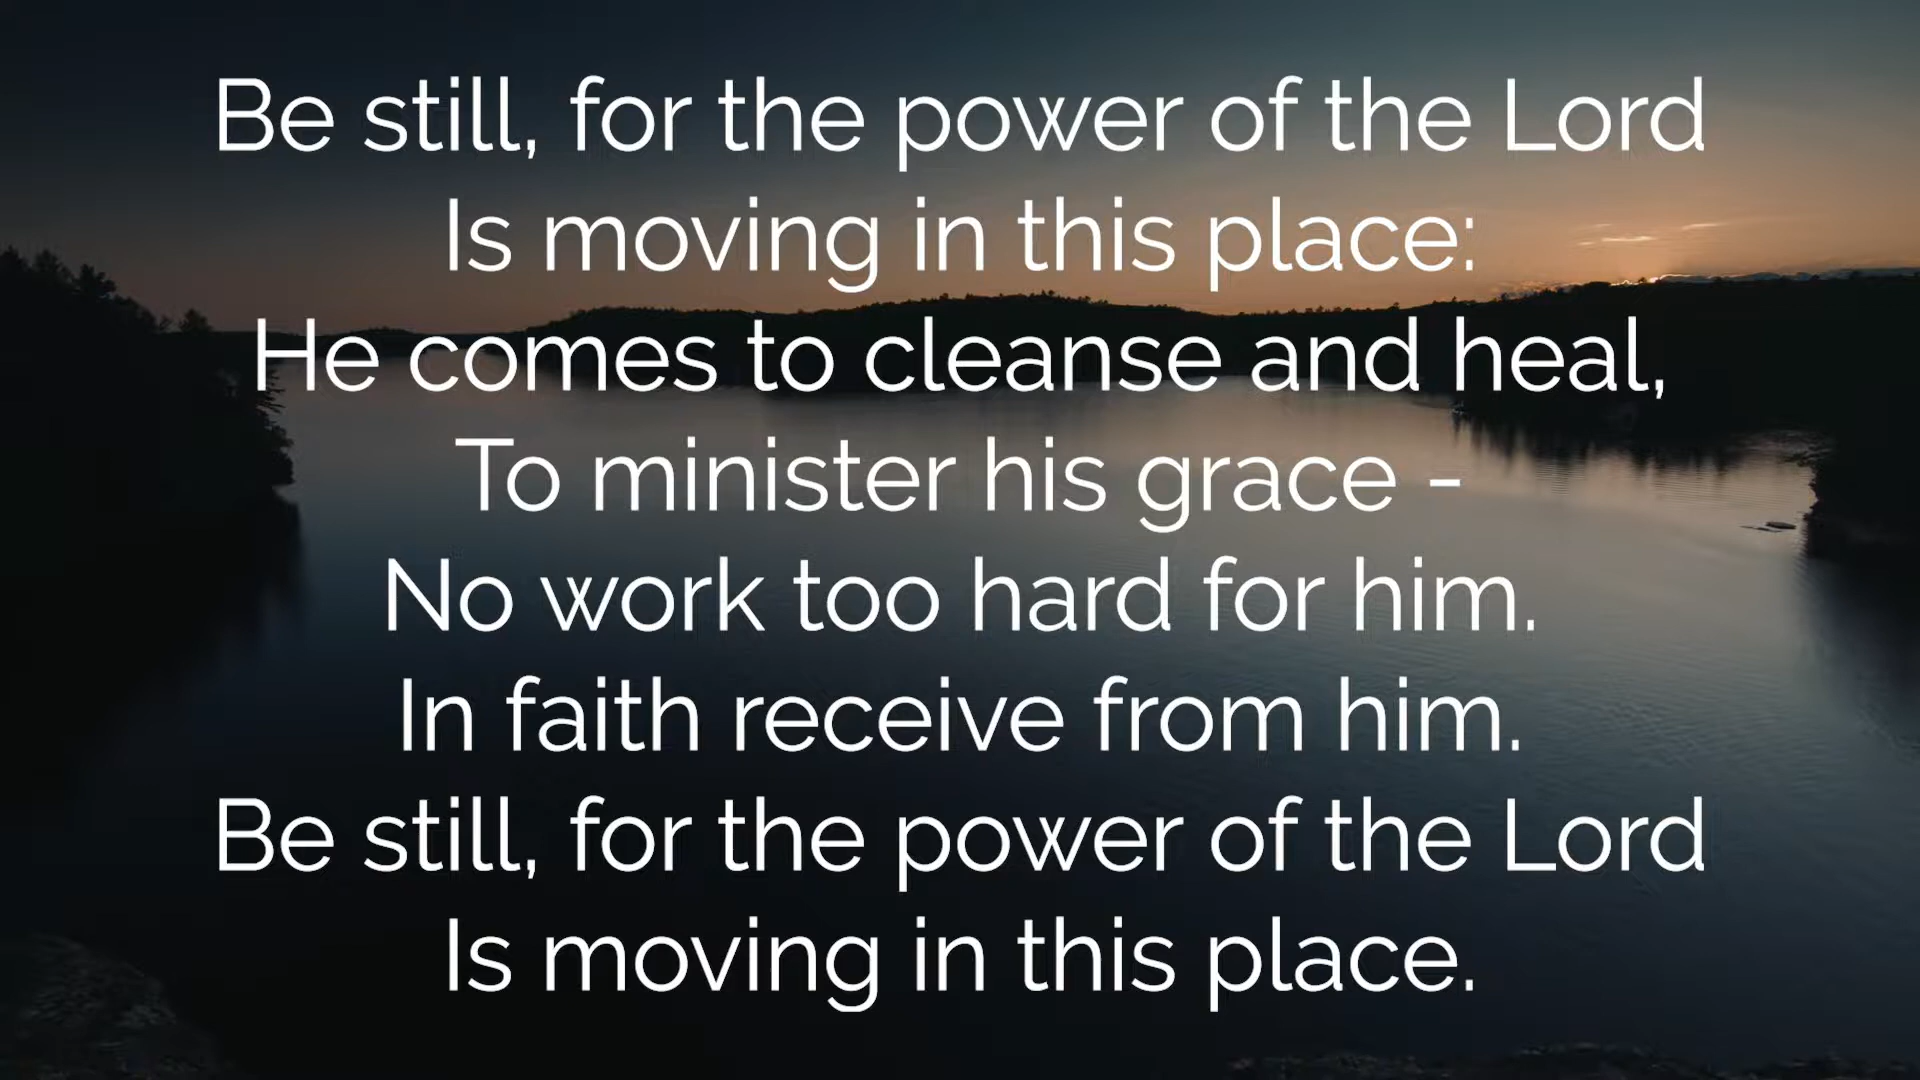 Be still, for the power of the Lord
Is moving in this place:
He comes to cleanse and heal,
To minister his grace -
No work too hard for him.
In faith receive from him.
Be still, for the power of the Lord
Is moving in this place.